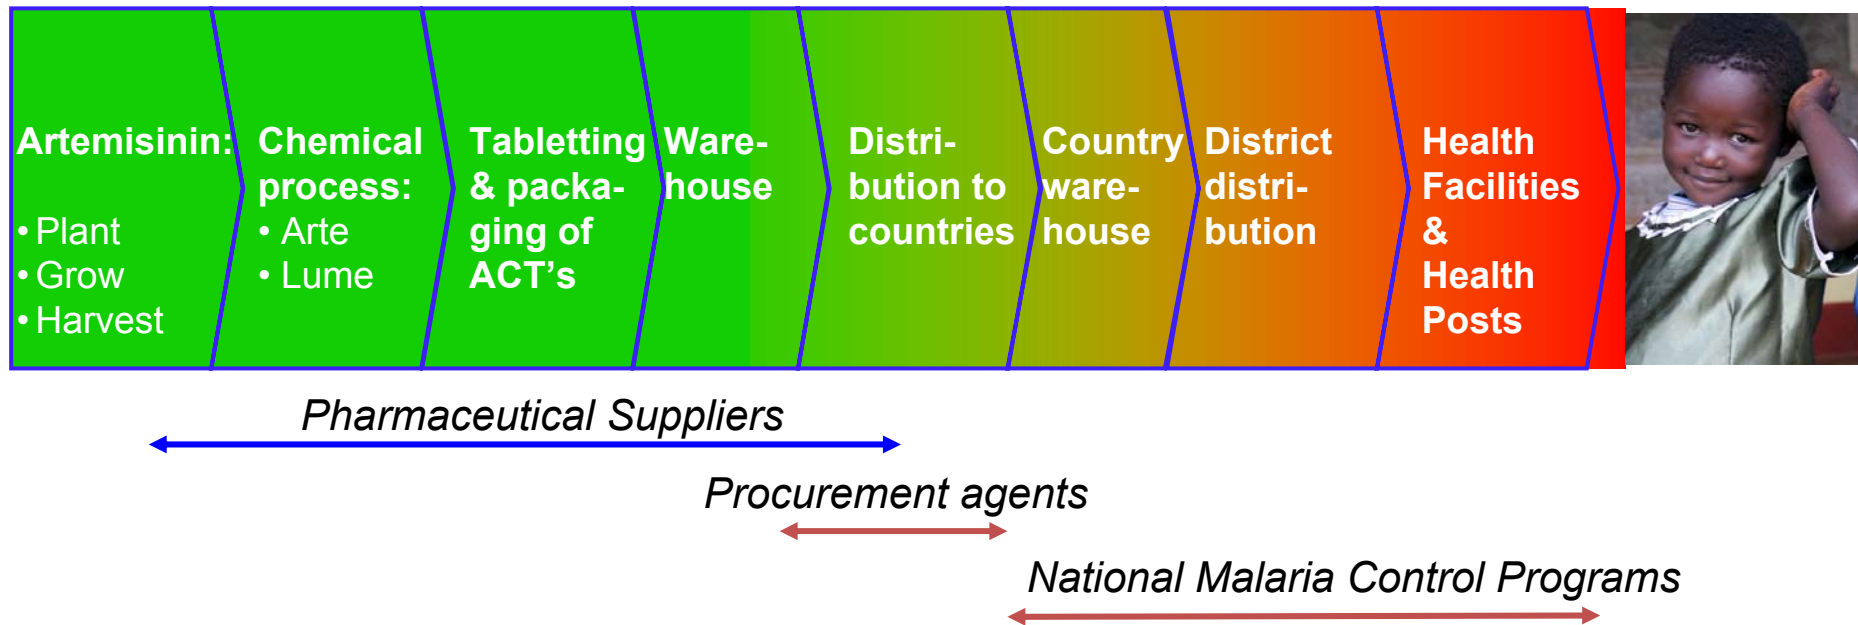 Artemisinin:
• Plant
• Grow
• Harvest
Chemical
process:
• Arte
• Lume
Tabletting
& packa-
ging of
ACT’s
Ware-
house
Distri-
bution to
countries
Country
ware-
house
District
distri-
bution
Health
Facilities
&
Health
Posts
Pharmaceutical Suppliers
Procurement agents
National Malaria Control Programs